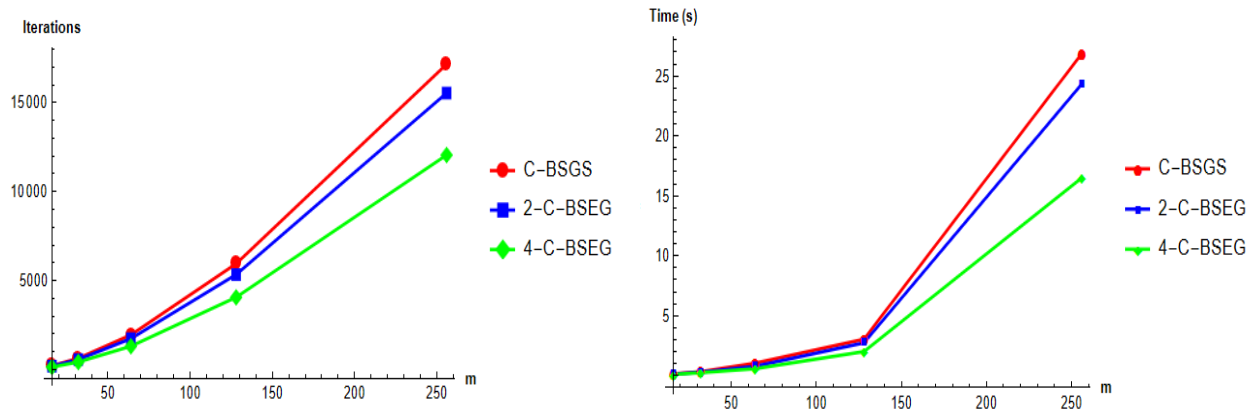 Iterations
15000
10000
5000
50 100 150 200 250 m
C-BSGS
2-C-BSEG
4-C-BSEG
Time (s)
25
20
15
10
5
50 100 150 200 250 m
C-BSGS
2-C-BSEG
4-C-BSEG